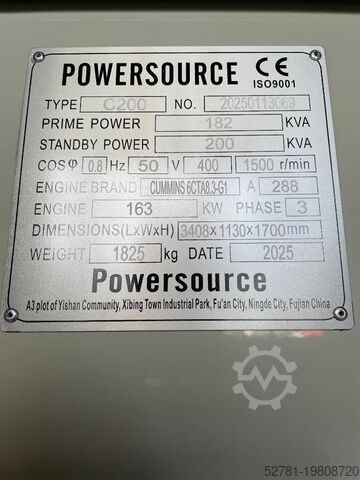 POWERSOURCE CE ISO9001
TYPE C200 NO. 20250113069
PRIME POWER 182 KVA
STANDBY POWER 200 KVA
COSφ 0.8 Hz 50 V 400 1500 r/min
ENGINE BRAND CUMMINS 6CTA8.3-G1 A 288
ENGINE 163 KW PHASE 3
DIMENSIONS(LxWxH) 3408x1130x1700mm
WEIGHT 1825 kg DATE 2025
Powersource
A3 plot of Yishan Community, Xibing Town Industrial Park, Fu'an City, Ningde City, Fujian China
52781-19808720